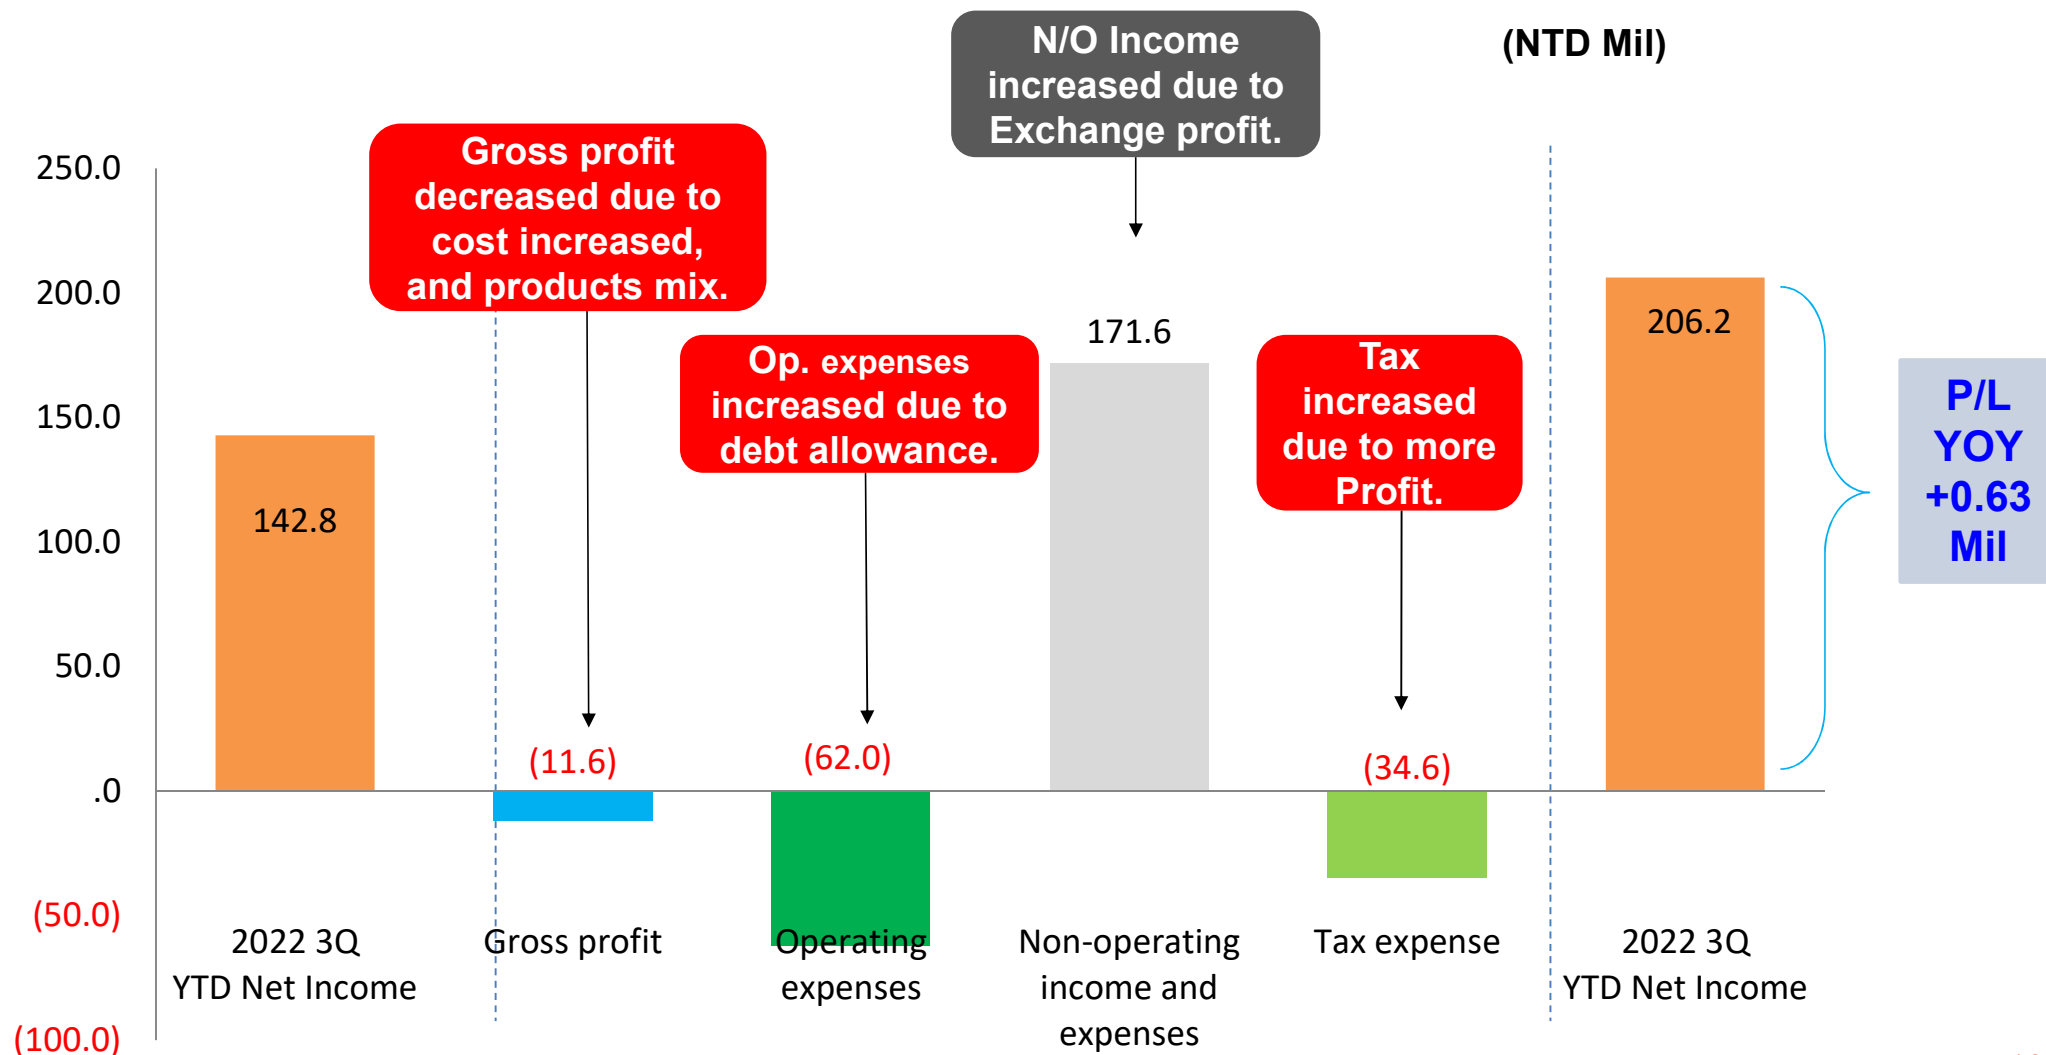 N/O Income
increased due to
Exchange profit.
(NTD Mil)
Gross profit
decreased due to
cost increased,
and products mix.
Op. expenses
increased due to
debt allowance.
Tax
increased
due to more
Profit.
250.0
200.0
150.0
100.0
50.0
.0
(50.0)
(100.0)
142.8
(11.6)
(62.0)
171.6
(34.6)
206.2
P/L
YOY
+0.63
Mil
2022 3Q
YTD Net Income
Gross profit
Operating
expenses
Non-operating
income and
expenses
Tax expense
2022 3Q
YTD Net Income